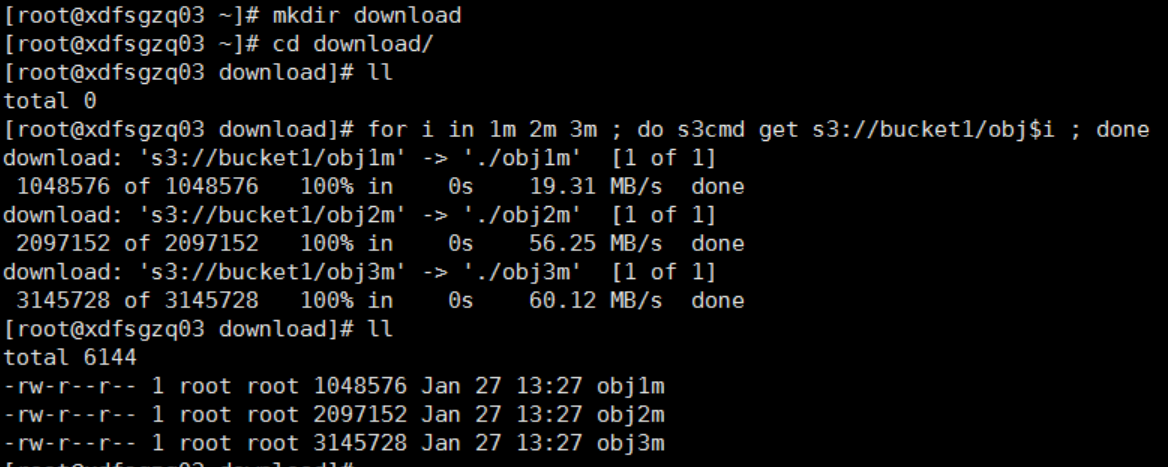 [root@xdfsgzq03 ~]# mkdir download
[root@xdfsgzq03 ~]# cd download/
[root@xdfsgzq03 download]# ll
total 0
[root@xdfsgzq03 download]# for i in 1m 2m 3m ; do s3cmd get s3://bucket1/obj$i ; done
download: 's3://bucket1/obj1m' -> './obj1m'  [1 of 1]
 1048576 of 1048576   100% in    0s    19.31 MB/s  done
download: 's3://bucket1/obj2m' -> './obj2m'  [1 of 1]
 2097152 of 2097152   100% in    0s    56.25 MB/s  done
download: 's3://bucket1/obj3m' -> './obj3m'  [1 of 1]
 3145728 of 3145728   100% in    0s    60.12 MB/s  done
[root@xdfsgzq03 download]# ll
total 6144
-rw-r--r-- 1 root root 1048576 Jan 27 13:27 obj1m
-rw-r--r-- 1 root root 2097152 Jan 27 13:27 obj2m
-rw-r--r-- 1 root root 3145728 Jan 27 13:27 obj3m